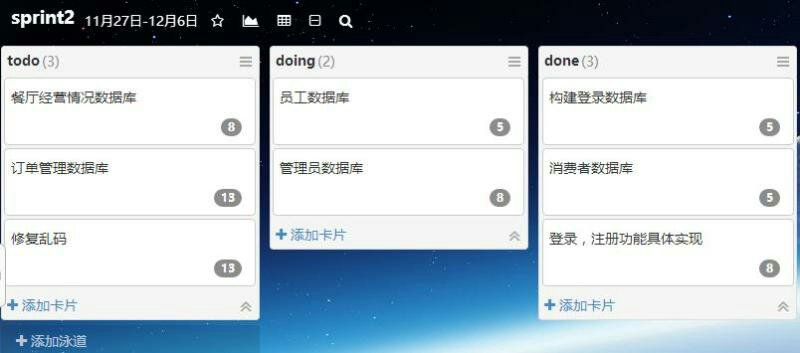 sprint2 11月27日-12月6日
todo (3)
餐厅经营情况数据库
8
订单管理数据库
13
修复乱码
13
添加卡片
添加泳道
doing (2)
员工数据库
5
管理员数据库
8
添加卡片
done (3)
构建登录数据库
5
消费者数据库
5
登录，注册功能具体实现
8
添加卡片